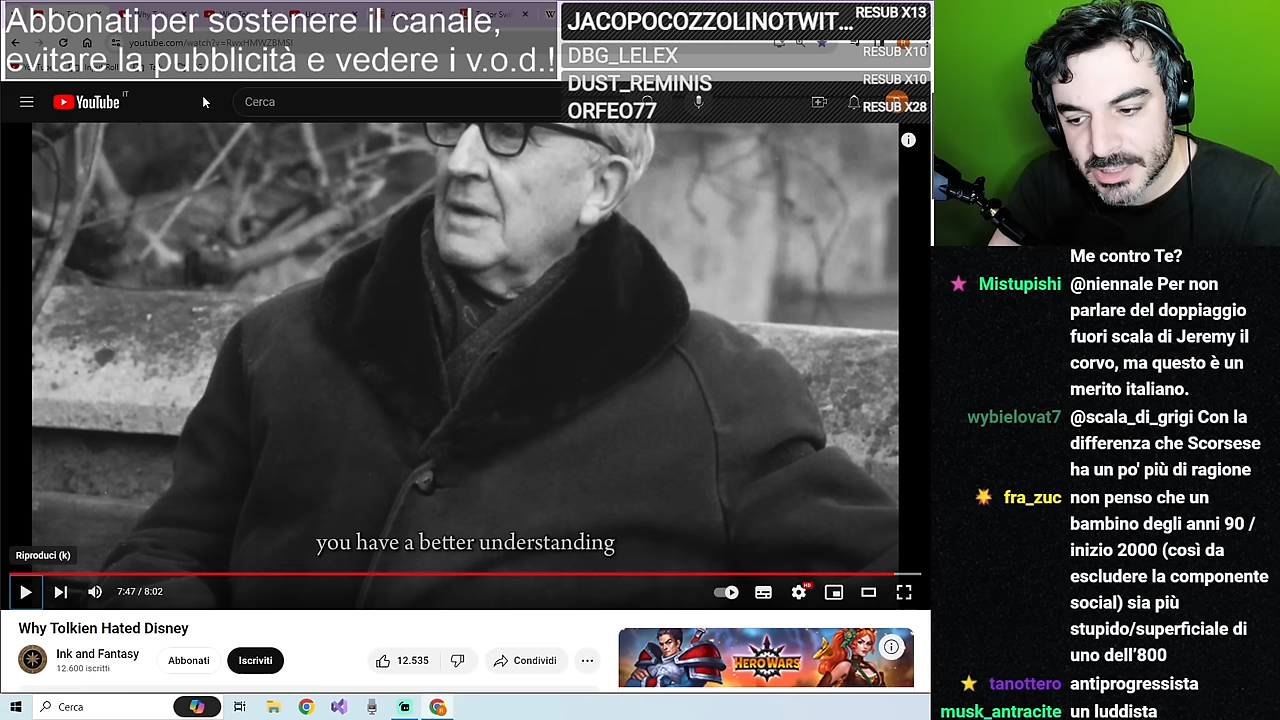 Abbonati per sostenere il canale,
evitare la pubblicità e vedere i v.o.d.!
JACOPOCOZZOLINOTWIT... RESUB X13
DBG_LELEX RESUB X10
DUST_REMINIS RESUB X10
ORFEO77 RESUB X28
YouTube IT
Cerca
you have a better understanding
Riproduci (k)
7:47 / 8:02
HD
Why Tolkien Hated Disney
Ink and Fantasy
12.600 iscritti
Abbonati
Iscriviti
12.535
Condividi
HERO WARS
Cerca
Me contro Te?
Mistupishi @niennale Per non
parlare del doppiaggio
fuori scala di Jeremy il
corvo, ma questo è un
merito italiano.
wybielovat7 @scala_di_grigi Con la
differenza che Scorsese
ha un po' più di ragione
fra_zuc non penso che un
bambino degli anni 90 /
inizio 2000 (così da
escludere la componente
social) sia più
stupido/superficiale di
uno dell'800
tanottero antiprogressista
musk_antracite un luddista